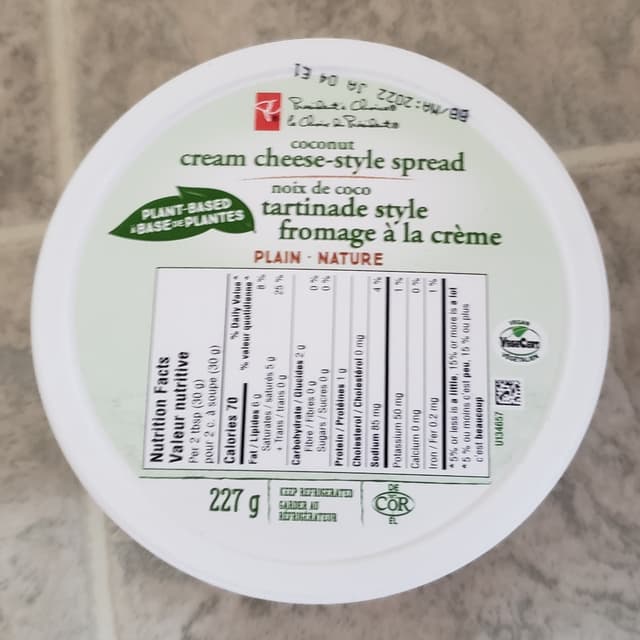 BB/MA: 2022 JA 04 E1
President's Choice
le Choix du Président
coconut
cream cheese-style spread
noix de coco
tartinade style
fromage à la crème
PLANT-BASED
À BASE DE PLANTES
PLAIN · NATURE
Nutrition Facts
Valeur nutritive
Per 2 tbsp (30 g)
pour 2 c. à soupe (30 g)
Calories 70
% Daily Value*
% valeur quotidienne*
Fat / Lipides 6 g 8 %
Saturates / saturés 5 g
+ Trans / trans 0 g 25 %
Carbohydrate / Glucides 2 g
Fibre / Fibres 0 g 0 %
Sugars / Sucres 0 g 0 %
Protein / Protéines 1 g
Cholesterol / Cholestérol 0 mg
Sodium 85 mg 4 %
Potassium 50 mg 1 %
Calcium 0 mg 0 %
Iron / Fer 0.2 mg 1 %
*5% or less is a little, 15% or more is a lot
*5 % ou moins c'est peu, 15 % ou plus
c'est beaucoup
VEGAN
VegeCert
VEGETALIEN
U134657
227 g
KEEP REFRIGERATED
GARDER AU
RÉFRIGÉRATEUR
COR